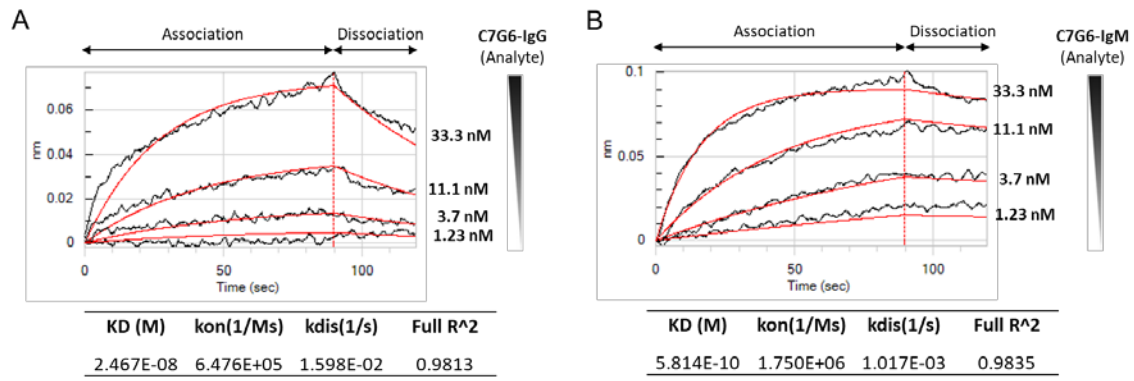 A
Association
Dissociation
C7G6-IgG
(Analyte)
0.06
0.04
0.02
0
nm
33.3 nM
11.1 nM
3.7 nM
1.23 nM
0
50
100
Time (sec)
KD (M) kon(1/Ms) kdis(1/s) Full R^2
2.467E-08 6.476E+05 1.598E-02 0.9813
B
Association
Dissociation
C7G6-IgM
(Analyte)
0.1
0.05
0
nm
33.3 nM
11.1 nM
3.7 nM
1.23 nM
0
50
100
Time (sec)
KD (M) kon(1/Ms) kdis(1/s) Full R^2
5.814E-10 1.750E+06 1.017E-03 0.9835